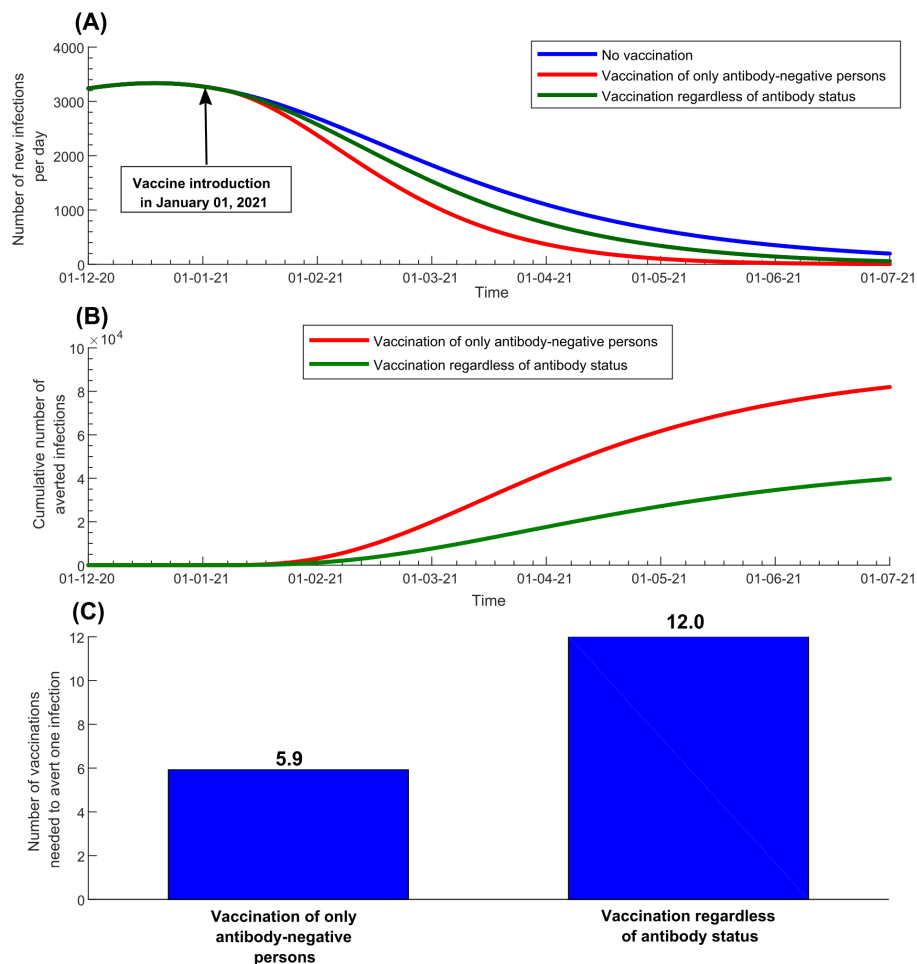 (A)
4000
3000
2000
1000
0
Number of new infections
per day
No vaccination
Vaccination of only antibody-negative persons
Vaccination regardless of antibody status
Vaccine introduction
in January 01, 2021
01-12-20 01-01-21 01-02-21 01-03-21 01-04-21 01-05-21 01-06-21 01-07-21
Time
(B)
×10⁴
10
8
6
4
2
0
Cumulative number of
averted infections
Vaccination of only antibody-negative persons
Vaccination regardless of antibody status
01-12-20 01-01-21 01-02-21 01-03-21 01-04-21 01-05-21 01-06-21 01-07-21
Time
(C)
12
10
8
6
4
2
0
Number of vaccinations
needed to avert one infection
5.9
12.0
Vaccination of only
antibody-negative
persons
Vaccination regardless
of antibody status